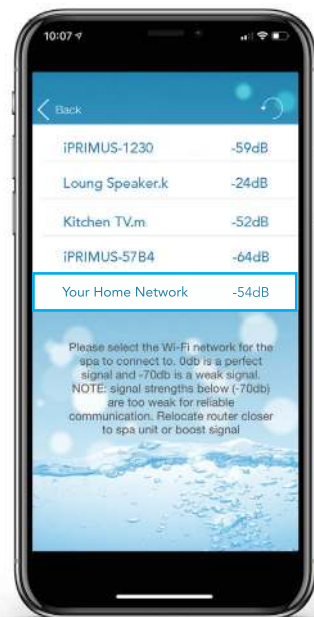 10:07
Back
iPRIMUS-1230 -59dB
Loung Speaker.k -24dB
Kitchen TV.m -52dB
iPRIMUS-57B4 -64dB
Your Home Network -54dB
Please select the Wi-Fi network for the
spa to connect to. 0db is a perfect
signal and -70db is a weak signal.
NOTE: signal strengths below (-70db)
are too weak for reliable
communication. Relocate router closer
to spa unit or boost signal